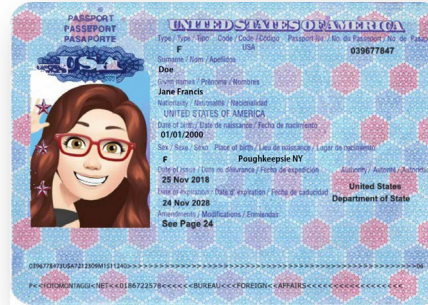 PASSPORT
PASSEPORT
PASAPORTE
USA
UNITED STATES OF AMERICA
Type / Type / Tipo Code / Code / Código Passport No / No. du Passeport / No. de
F USA 039677847
Surname / Nom / Apellidos
Doe
Given names / Prénoms / Nombres
Jane Francis
Nationality / Nationalité / Nacionalidad
UNITED STATES OF AMERICA
Date of birth / Date de naissance / Fecha de nacimiento
01/01/2000
Sex / Sexe / Sexo Place of birth / Lieu de naissance / Lugar de nacimiento
F Poughkeepsie NY
Date of issue / Date de délivrance / Fecha de expedición Authority / Autorité /
25 Nov 2018 United States
Date of expiration / Date d' expiration / Fecha de caducidad Department of State
24 Nov 2028
Amendments / Modifications / Enmiendas
See Page 24
P<<FOTOMONTAGGI<NET<<0186722578<<<<<<BUREAU<<<FOREIGN<<AFFAIRS<<<<<<<<<<<<<<<<<